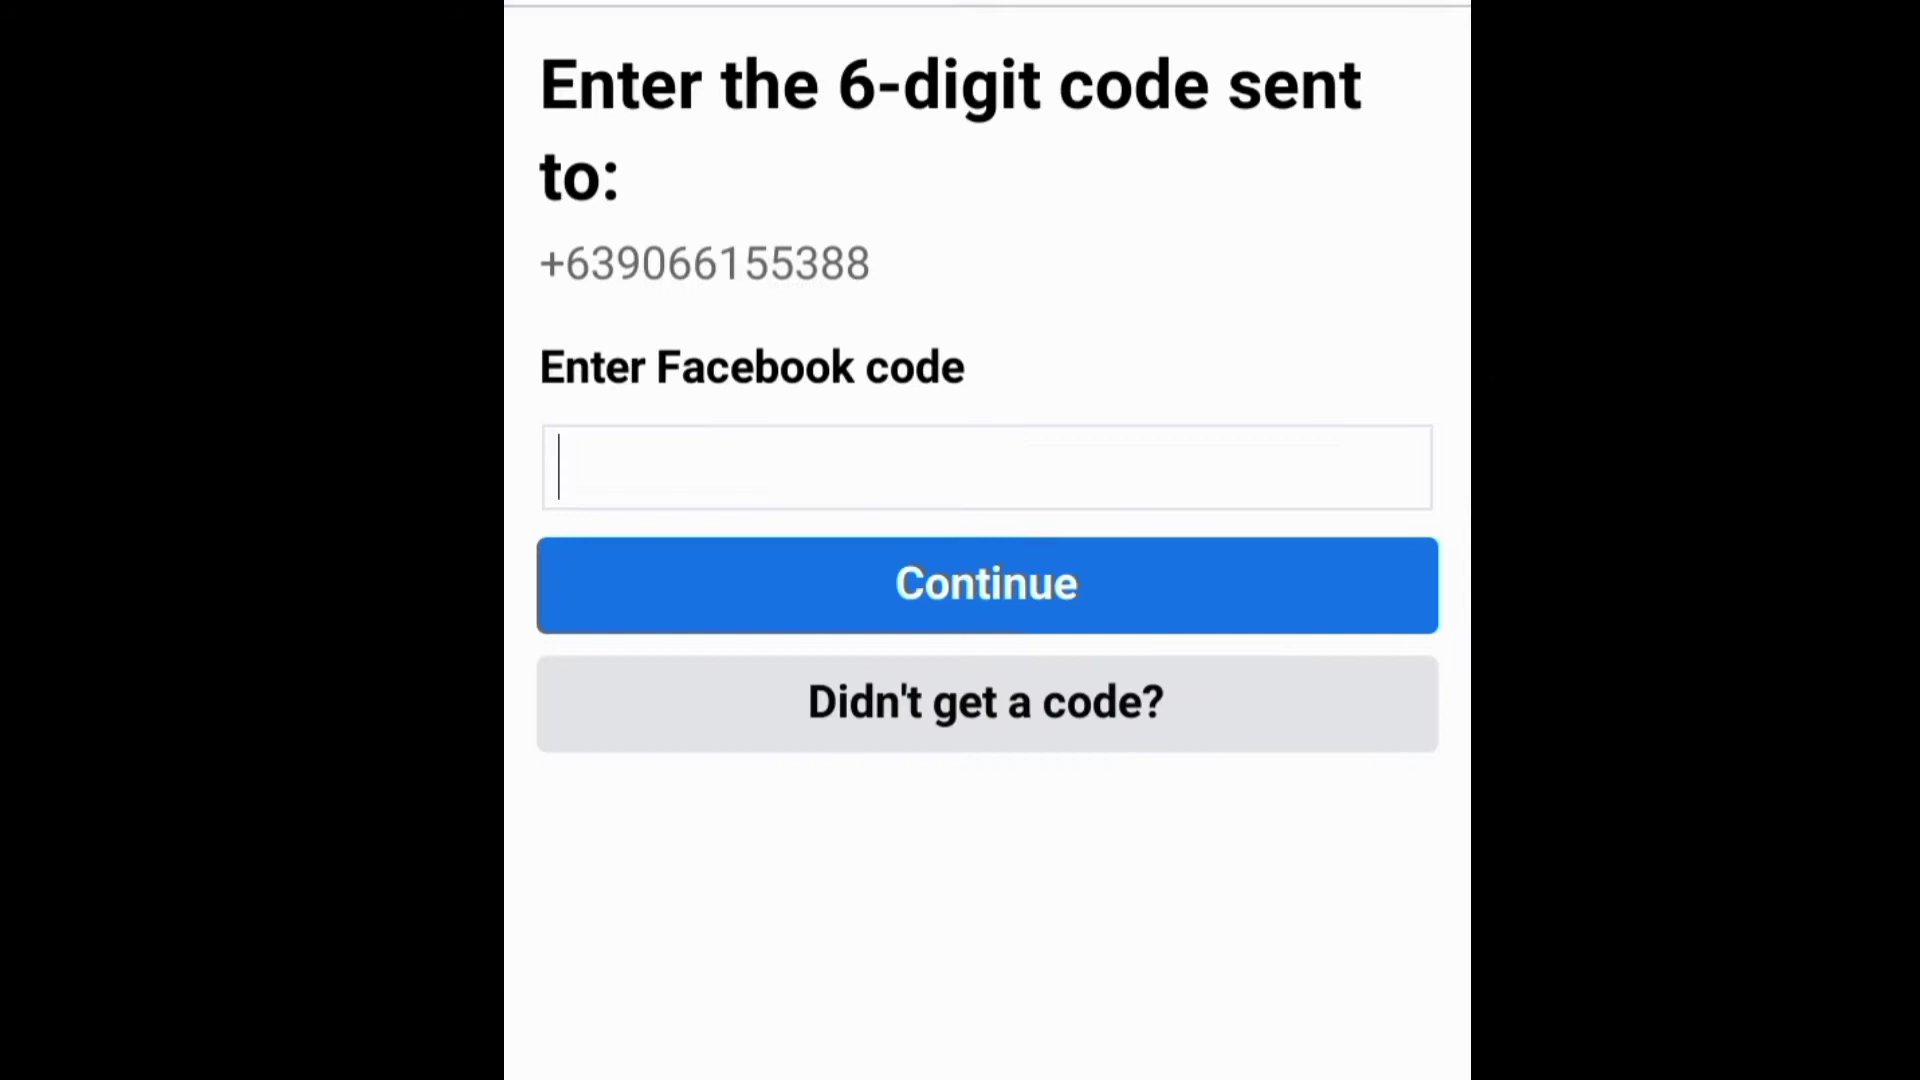 Enter the 6-digit code sent
to:
+639066155388
Enter Facebook code
Continue
Didn't get a code?